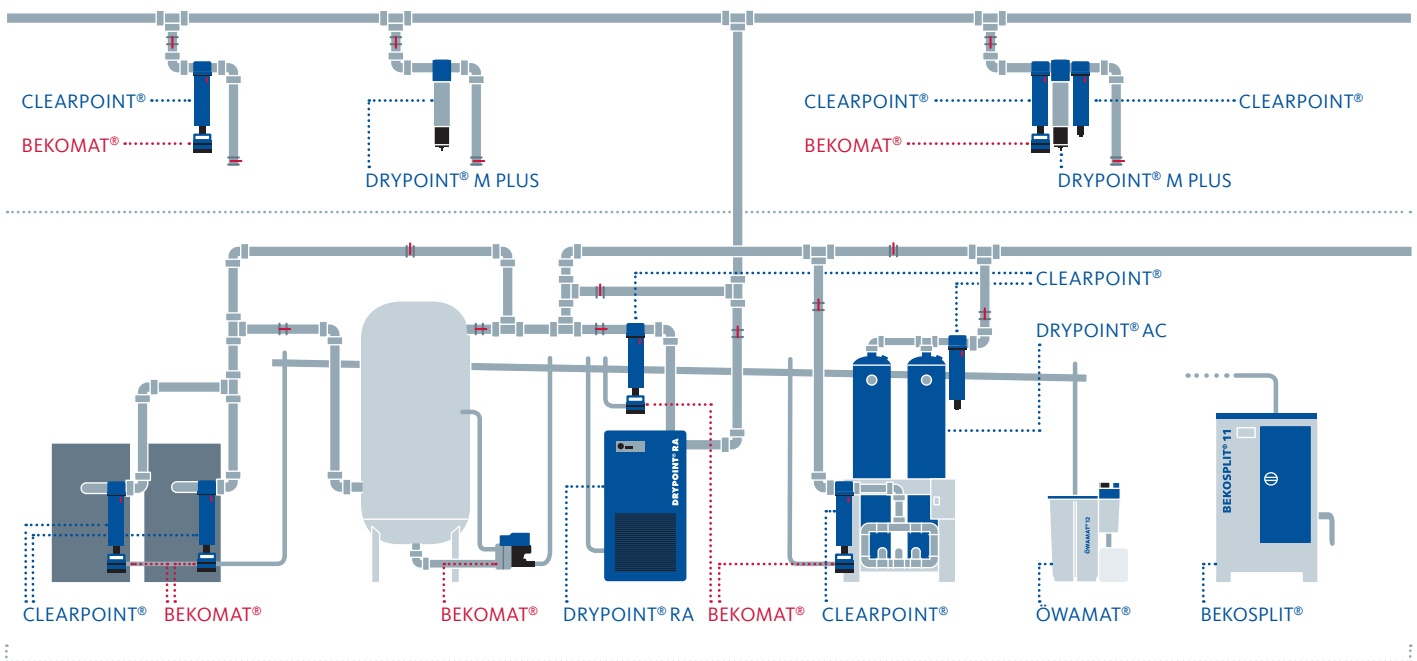 CLEARPOINT®
BEKOMAT®
DRYPOINT® M PLUS
CLEARPOINT®
CLEARPOINT®
BEKOMAT®
DRYPOINT® M PLUS
CLEARPOINT®
DRYPOINT® AC
DRYPOINT® RA
BEKOSPLIT® 11
ÖWAMAT® 12
CLEARPOINT®
BEKOMAT®
BEKOMAT®
DRYPOINT® RA
BEKOMAT®
CLEARPOINT®
ÖWAMAT®
BEKOSPLIT®